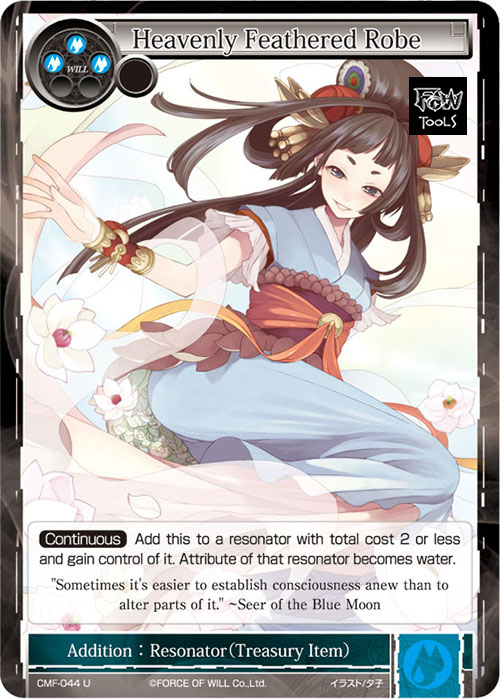 Heavenly Feathered Robe
WILL
FOW
TOOLS
Continuous Add this to a resonator with total cost 2 or less
and gain control of it. Attribute of that resonator becomes water.
"Sometimes it's easier to establish consciousness anew than to
alter parts of it." ~Seer of the Blue Moon
Addition : Resonator(Treasury Item)
CMF-044 U ©FORCE OF WILL Co.,Ltd. イラスト/夕子